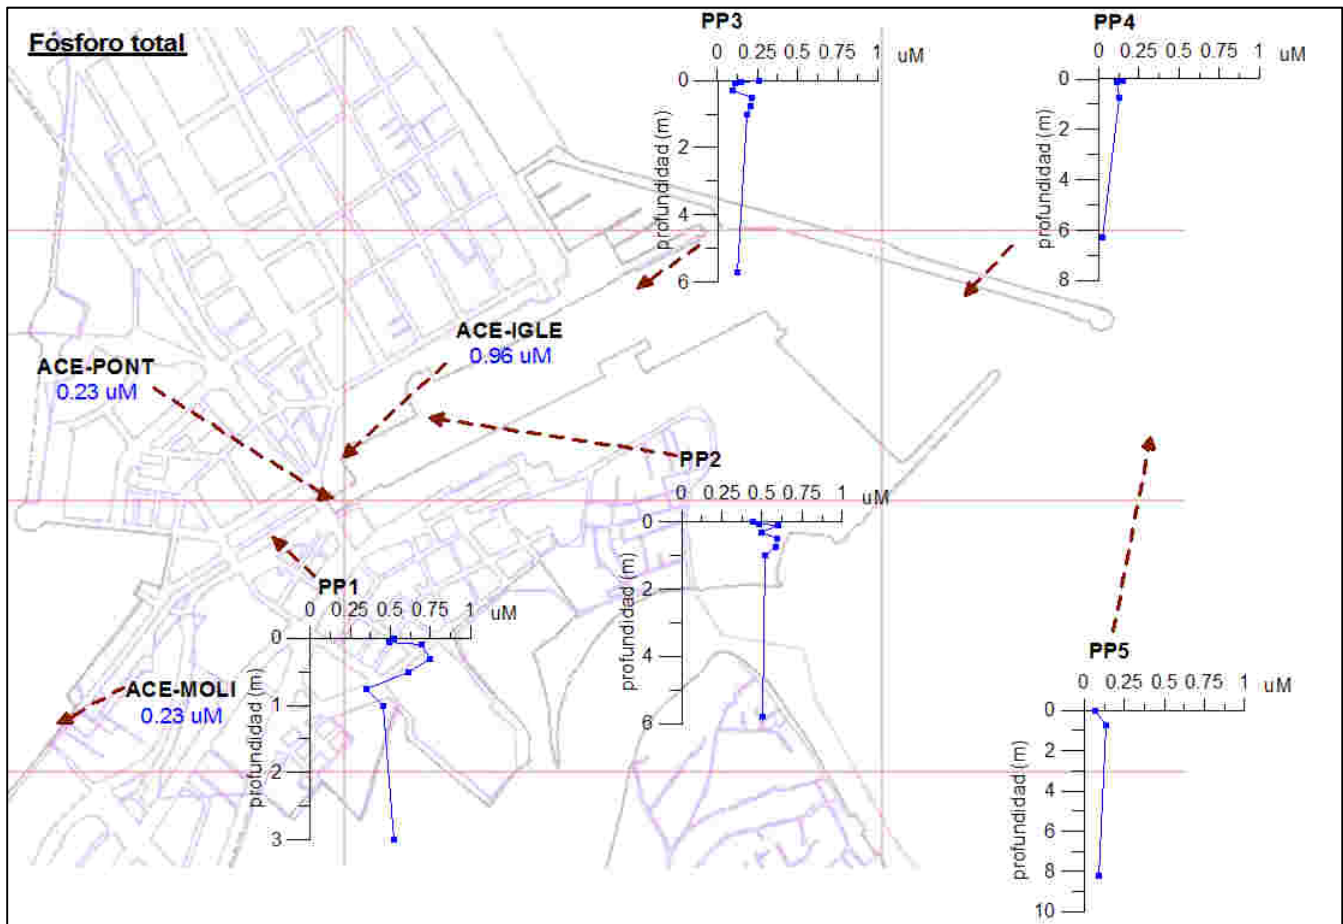 Fósforo total
PP3
0 0.25 0.5 0.75 1 uM
profundidad (m)
0
2
4
6
PP4
0 0.25 0.5 0.75 1 uM
profundidad (m)
0
2
4
6
8
ACE-IGLE
0.96 uM
ACE-PONT
0.23 uM
PP2
0 0.25 0.5 0.75 1 uM
profundidad (m)
0
2
4
6
PP1
0 0.25 0.5 0.75 1 uM
profundidad (m)
0
1
2
3
ACE-MOLI
0.23 uM
PP5
0 0.25 0.5 0.75 1 uM
profundidad (m)
0
2
4
6
8
10